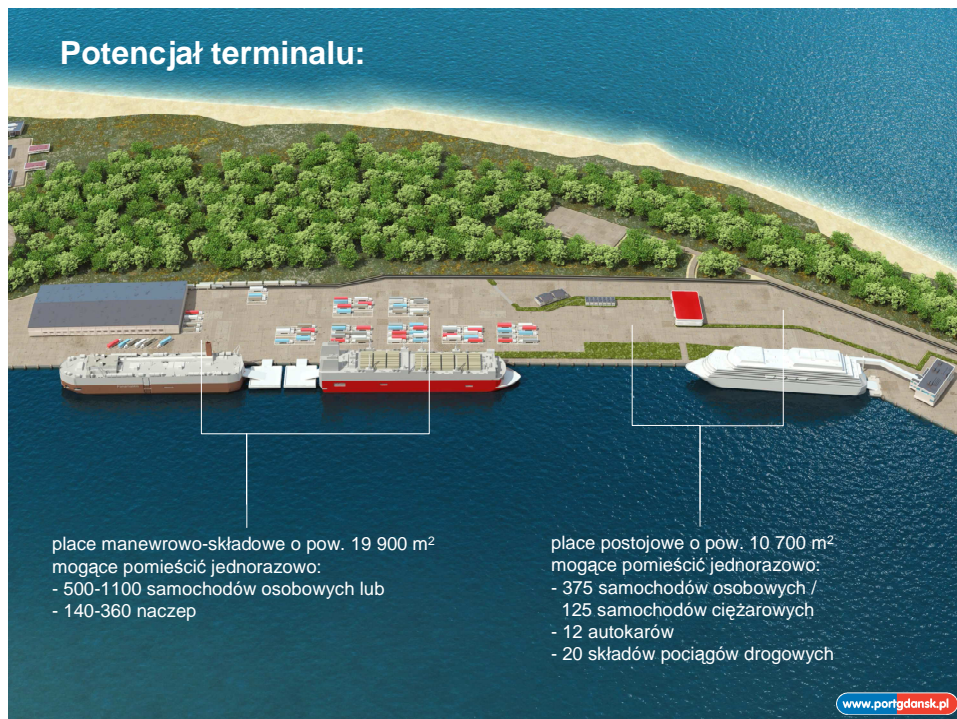 Potencjał terminalu:
place manewrowo-składowe o pow. 19 900 m²
mogące pomieścić jednorazowo:
- 500-1100 samochodów osobowych lub
- 140-360 naczep
place postojowe o pow. 10 700 m²
mogące pomieścić jednorazowo:
- 375 samochodów osobowych /
125 samochodów ciężarowych
- 12 autokarów
- 20 składów pociągów drogowych
www.portgdansk.pl